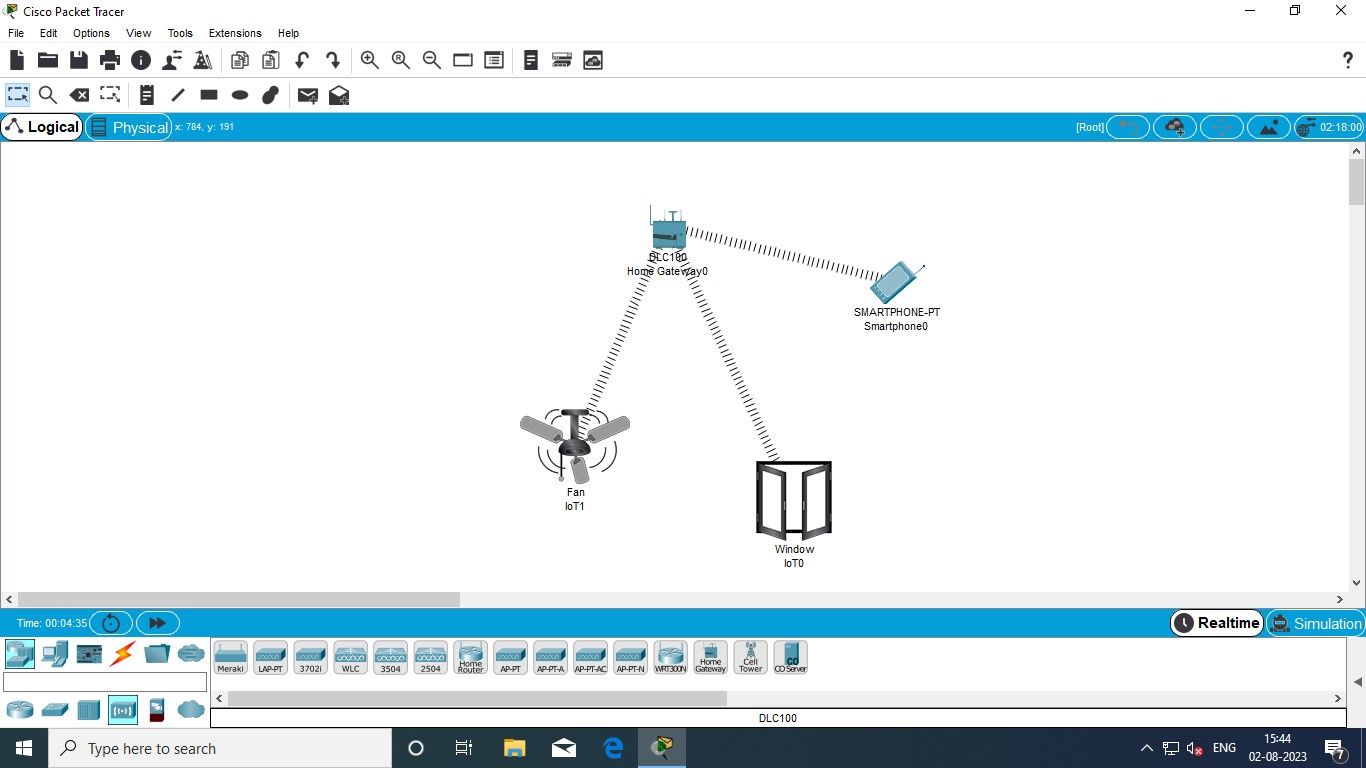 Cisco Packet Tracer
File Edit Options View Tools Extensions Help
?
Logical Physical x: 784, y: 191 [Root] 02:18:00
DLC100
Home Gateway0
SMARTPHONE-PT
Smartphone0
Fan
IoT1
Window
IoT0
Time: 00:04:35 Realtime Simulation
Meraki LAP-PT 3702i WLC 3504 2504 Home Router AP-PT AP-PT-A AP-PT-AC AP-PT-N WRT300N Home Gateway Cell Tower CO Server
DLC100
Type here to search
ENG
15:44
02-08-2023
7